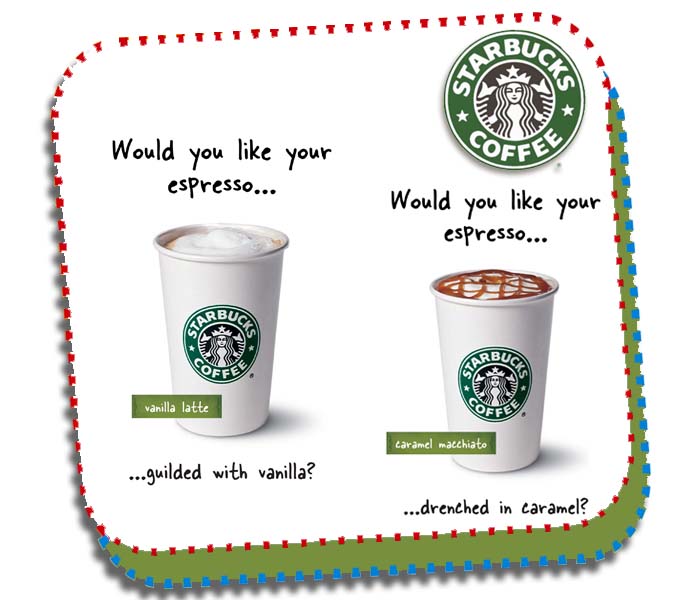 STARBUCKS
COFFEE
Would you like your
espresso...
STARBUCKS
COFFEE
vanilla latte
...guilded with vanilla?
Would you like your
espresso...
STARBUCKS
COFFEE
caramel macchiato
...drenched in caramel?